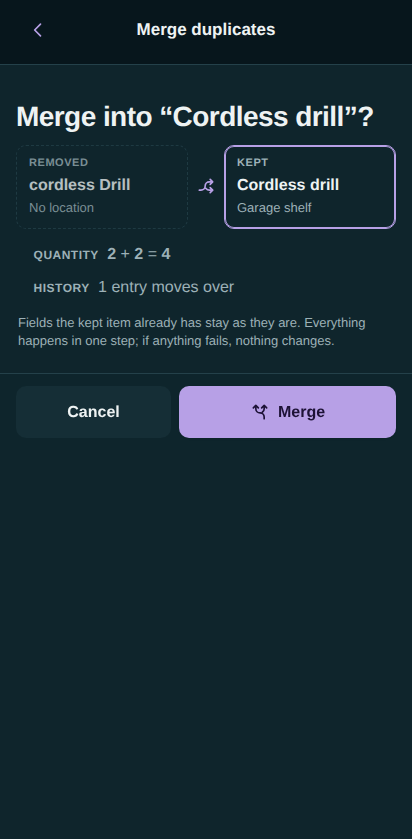 Merge duplicates
Merge into “Cordless drill”?
REMOVED
cordless Drill
No location
KEPT
Cordless drill
Garage shelf
QUANTITY 2 + 2 = 4
HISTORY 1 entry moves over
Fields the kept item already has stay as they are. Everything
happens in one step; if anything fails, nothing changes.
Cancel
Merge